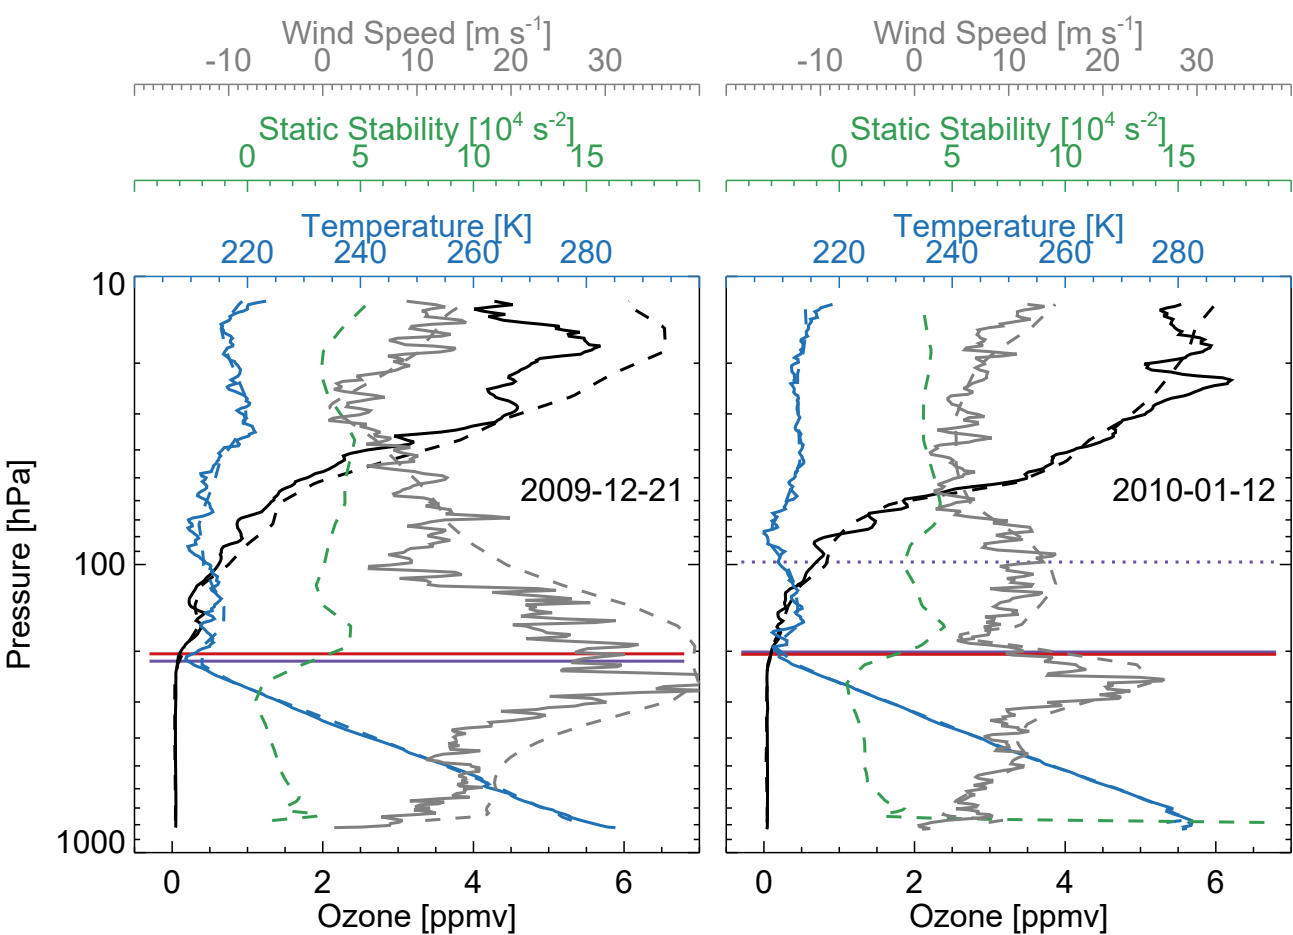 Wind Speed [m s-1] Wind Speed [m s-1]
-10 0 10 20 30 -10 0 10 20 30
Static Stability [10⁴ s-2] Static Stability [10⁴ s-2]
0 5 10 15 0 5 10 15
Temperature [K] Temperature [K]
220 240 260 280 220 240 260 280
10
2009-12-21 2010-01-12
Pressure [hPa]
100
1000
0 2 4 6 0 2 4 6
Ozone [ppmv] Ozone [ppmv]